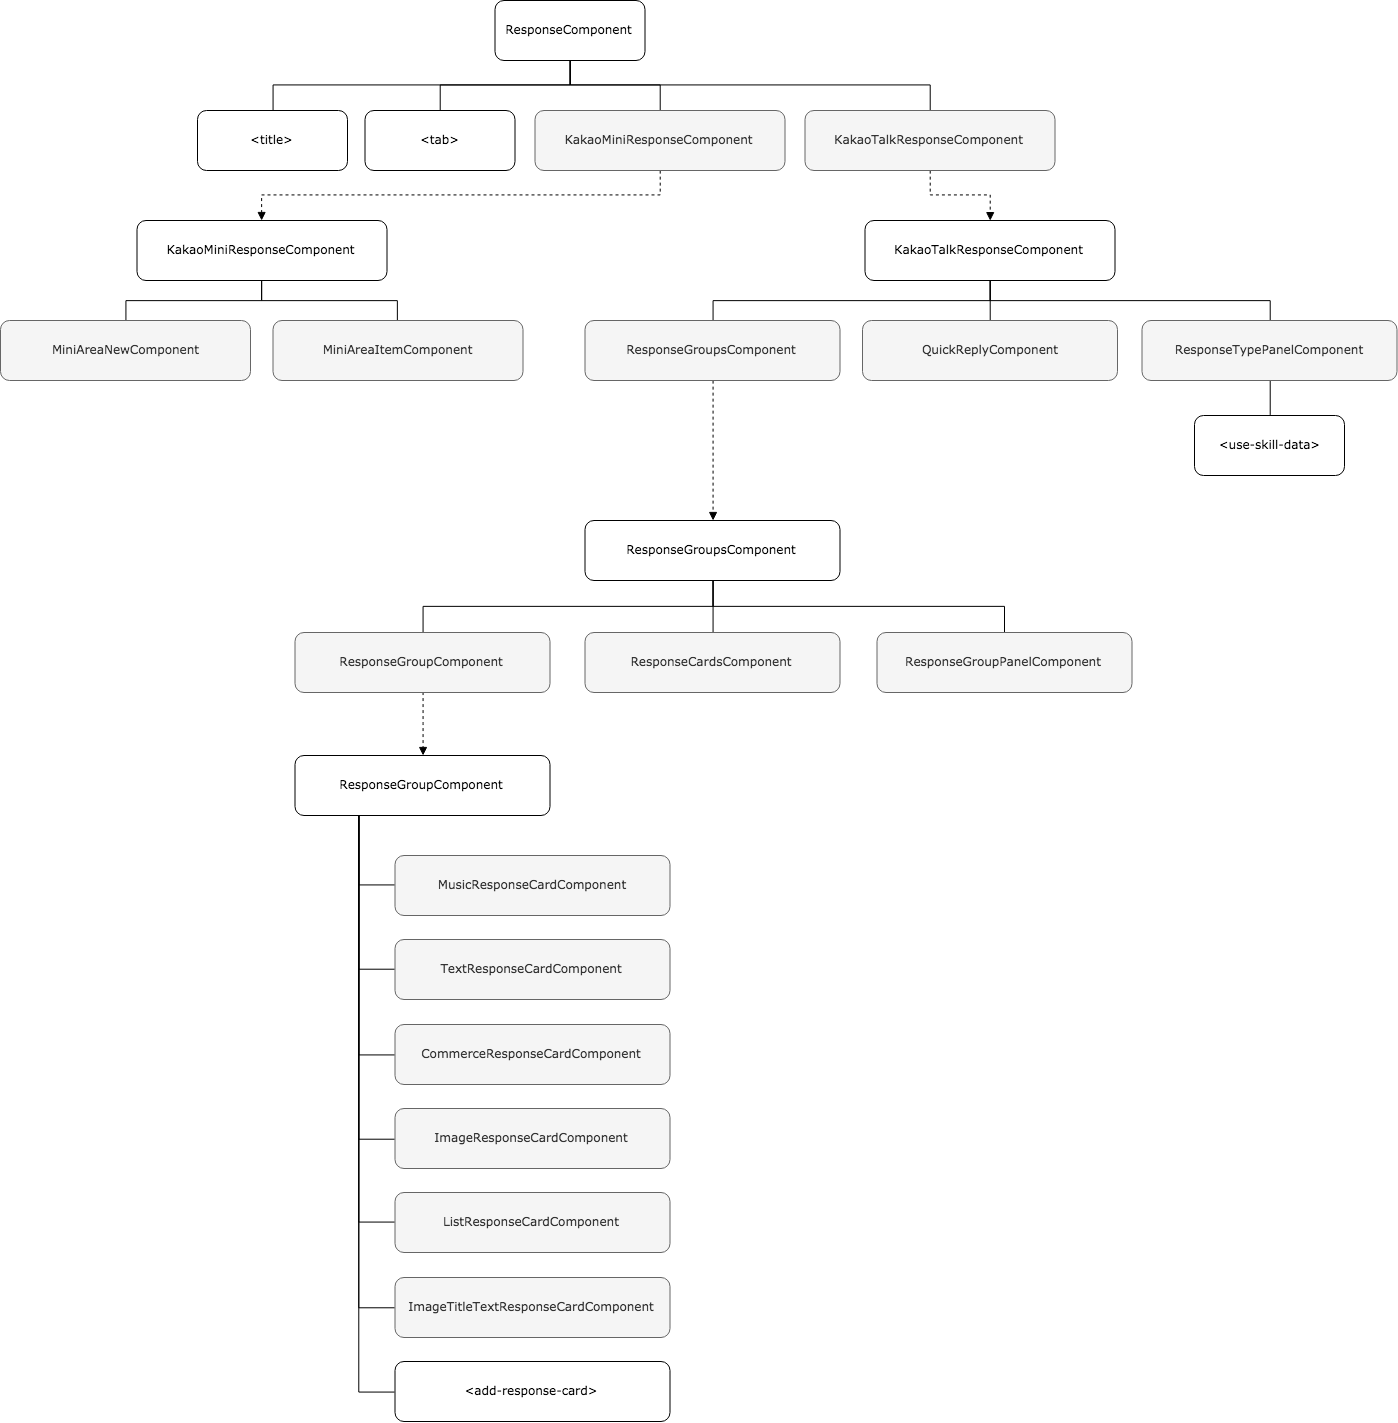 ResponseComponent
<title>
<tab>
KakaoMiniResponseComponent
KakaoTalkResponseComponent
KakaoMiniResponseComponent
KakaoTalkResponseComponent
MiniAreaNewComponent
MiniAreaItemComponent
ResponseGroupsComponent
QuickReplyComponent
ResponseTypePanelComponent
<use-skill-data>
ResponseGroupsComponent
ResponseGroupComponent
ResponseCardsComponent
ResponseGroupPanelComponent
ResponseGroupComponent
MusicResponseCardComponent
TextResponseCardComponent
CommerceResponseCardComponent
ImageResponseCardComponent
ListResponseCardComponent
ImageTitleTextResponseCardComponent
<add-response-card>